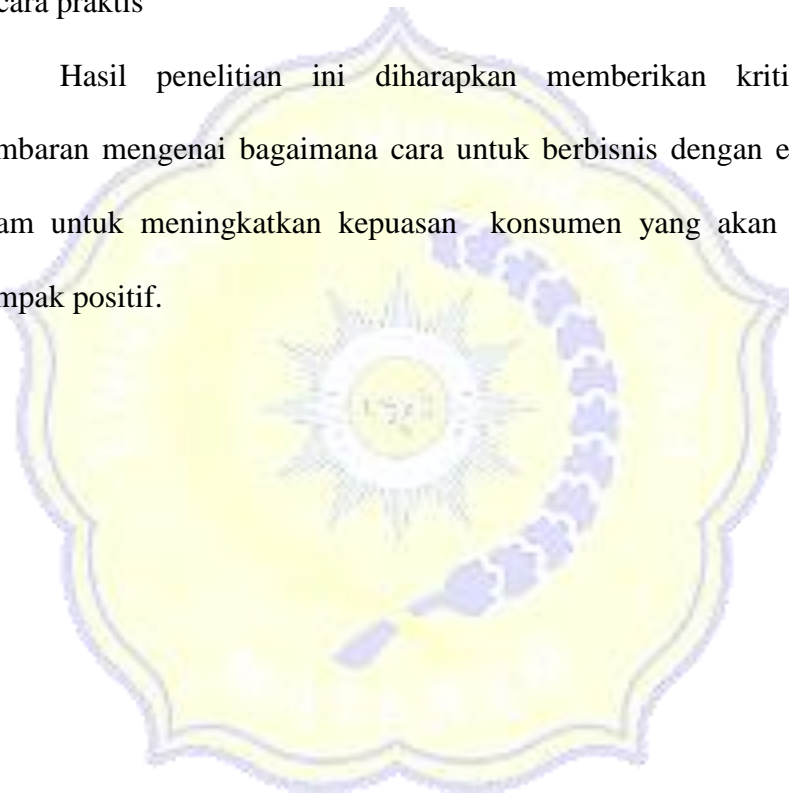 cara praktis
Hasil penelitian ini diharapkan memberikan kriti
mbaran mengenai bagaimana cara untuk berbisnis dengan e
am untuk meningkatkan kepuasan konsumen yang akan
mpak positif.